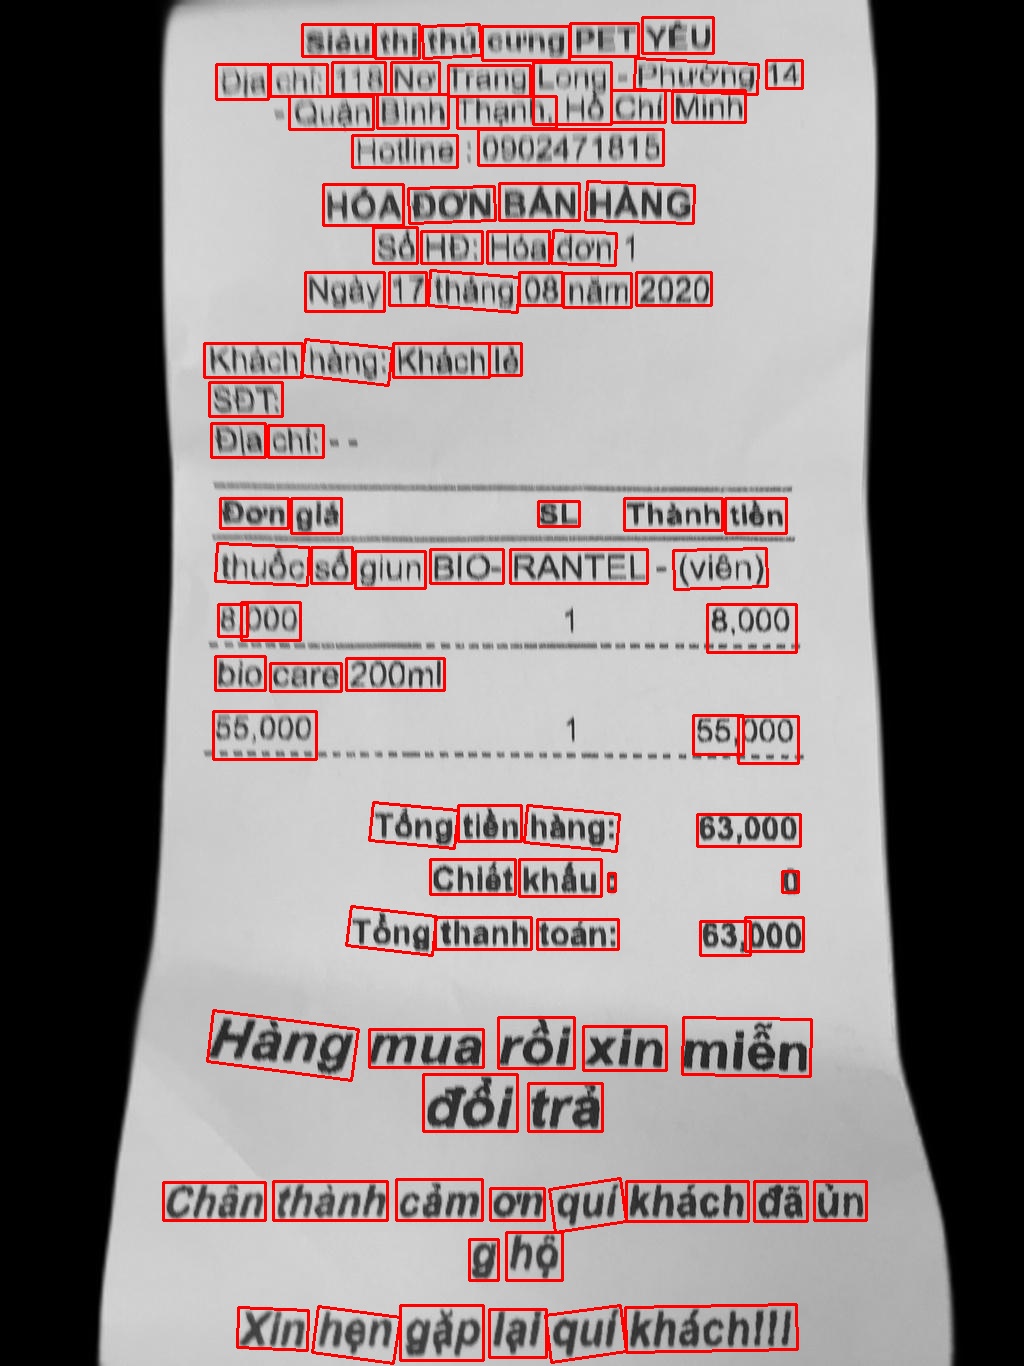 Siêu thị thú cưng PET YÊU
Địa chỉ: 118 Nơ Trang Long - Phường 14
- Quận Bình Thạnh, Hồ Chí Minh
Hotline : 0902471815
HÓA ĐƠN BÁN HÀNG
Số HĐ: Hóa đơn 1
Ngày 17 tháng 08 năm 2020
Khách hàng: Khách lẻ
SĐT:
Địa chỉ: - -
Đơn giá SL Thành tiền
thuốc sổ giun BIO- RANTEL - (viên)
8,000 1 8,000
bio care 200ml
55,000 1 55,000
Tổng tiền hàng: 63,000
Chiết khấu : 0
Tổng thanh toán: 63,000
Hàng mua rồi xin miễn
đổi trả
Chân thành cảm ơn quí khách đã ủn
g hộ
Xin hẹn gặp lại quí khách!!!